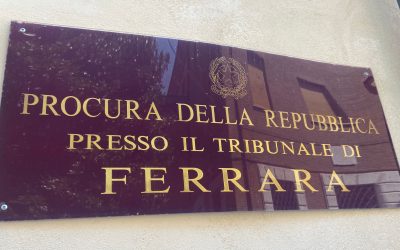 PROCURA DELLA REPUBBLICA
PRESSO IL TRIBUNALE DI
FERRARA